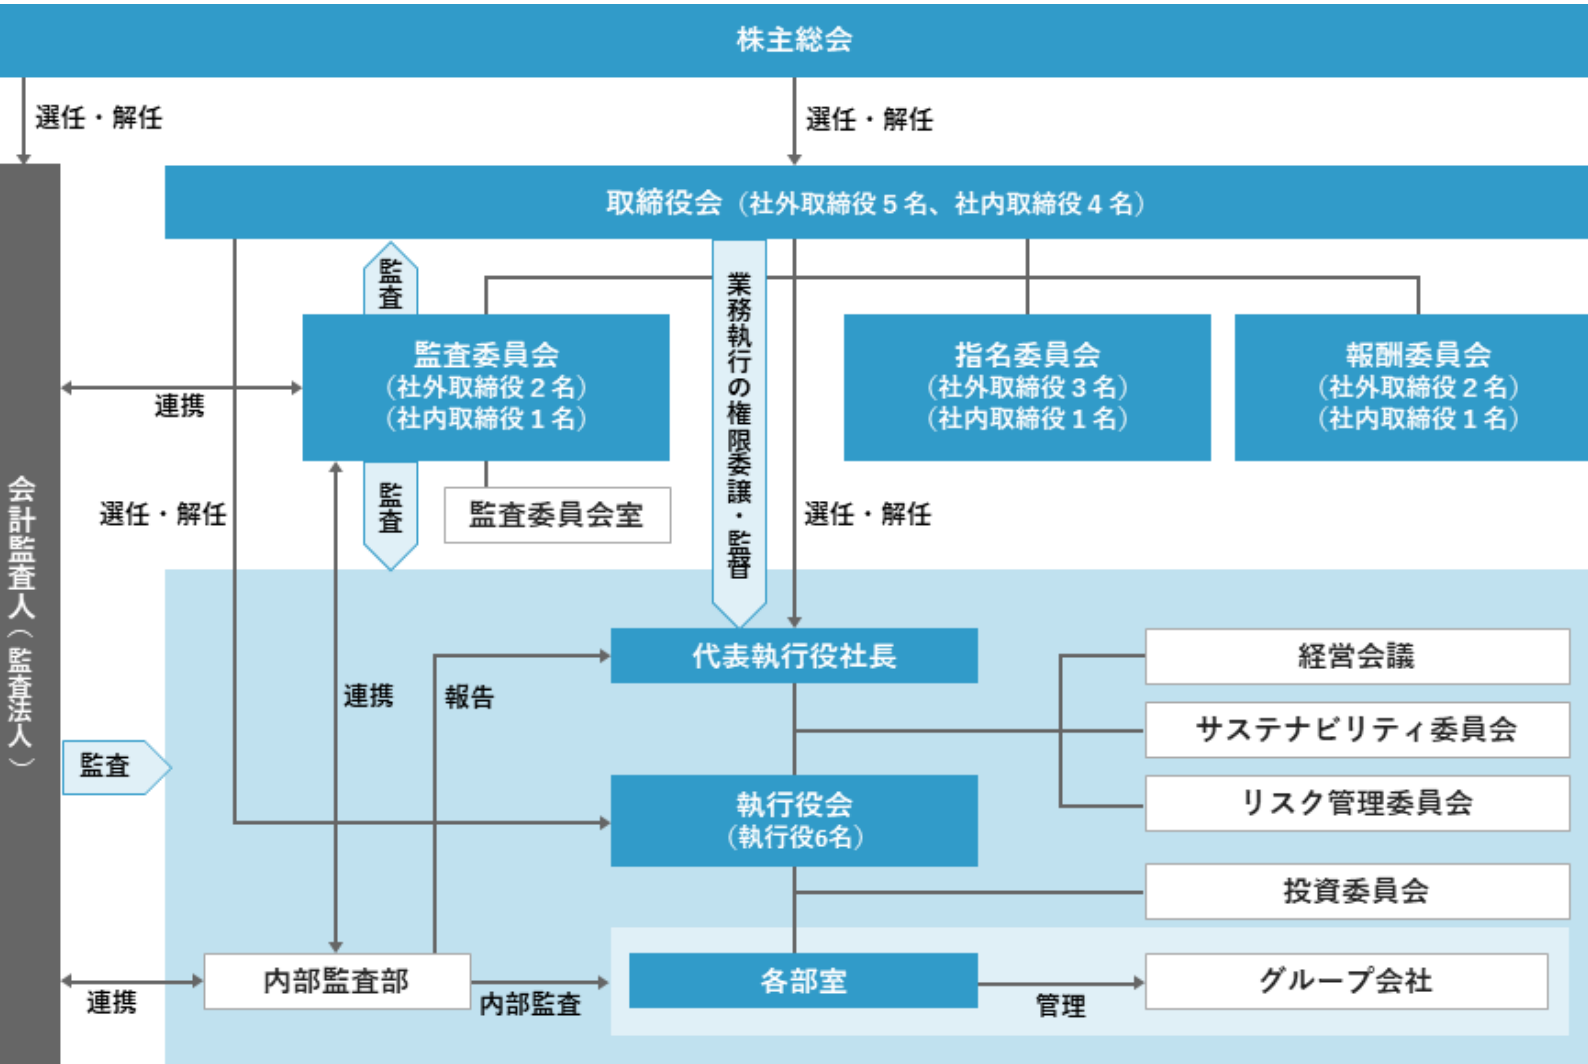 株主総会
選任・解任
選任・解任
取締役会（社外取締役5名、社内取締役4名）
監査
業務執行の権限委譲・監督
監査委員会
（社外取締役2名）
（社内取締役1名）
指名委員会
（社外取締役3名）
（社内取締役1名）
報酬委員会
（社外取締役2名）
（社内取締役1名）
連携
会計監査人（監査法人）
選任・解任
監査
監査委員会室
選任・解任
代表執行役社長
経営会議
連携
報告
サステナビリティ委員会
監査
執行役会
（執行役6名）
リスク管理委員会
投資委員会
内部監査部
各部室
グループ会社
連携
内部監査
管理